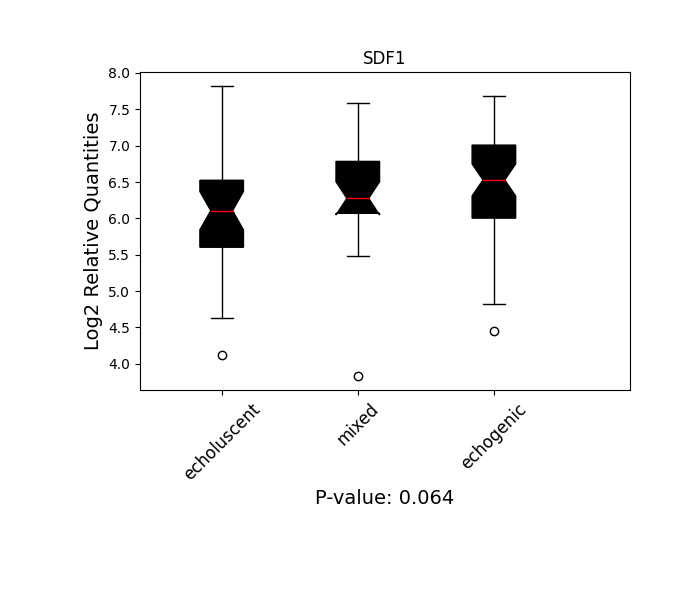 SDF1
Log2 Relative Quantities
8.0
7.5
7.0
6.5
6.0
5.5
5.0
4.5
4.0
echoluscent
mixed
echogenic
P-value: 0.064